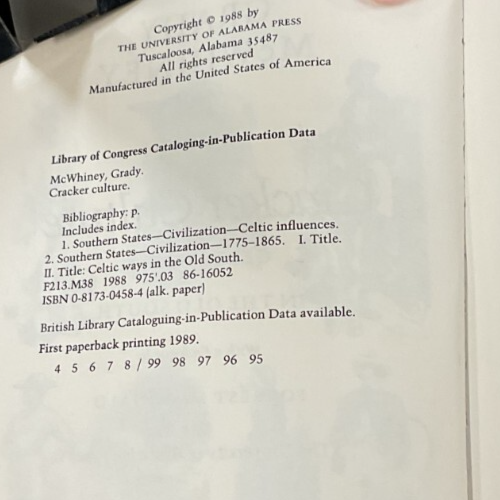 Copyright © 1988 by
THE UNIVERSITY OF ALABAMA PRESS
Tuscaloosa, Alabama 35487
All rights reserved
Manufactured in the United States of America
Library of Congress Cataloging-in-Publication Data
McWhiney, Grady.
Cracker culture.
Bibliography: p.
Includes index.
1. Southern States—Civilization—Celtic influences.
2. Southern States—Civilization—1775–1865. I. Title.
II. Title: Celtic ways in the Old South.
F213.M38 1988 975'.03 86-16052
ISBN 0-8173-0458-4 (alk. paper)
British Library Cataloguing-in-Publication Data available.
First paperback printing 1989.
4 5 6 7 8 / 99 98 97 96 95